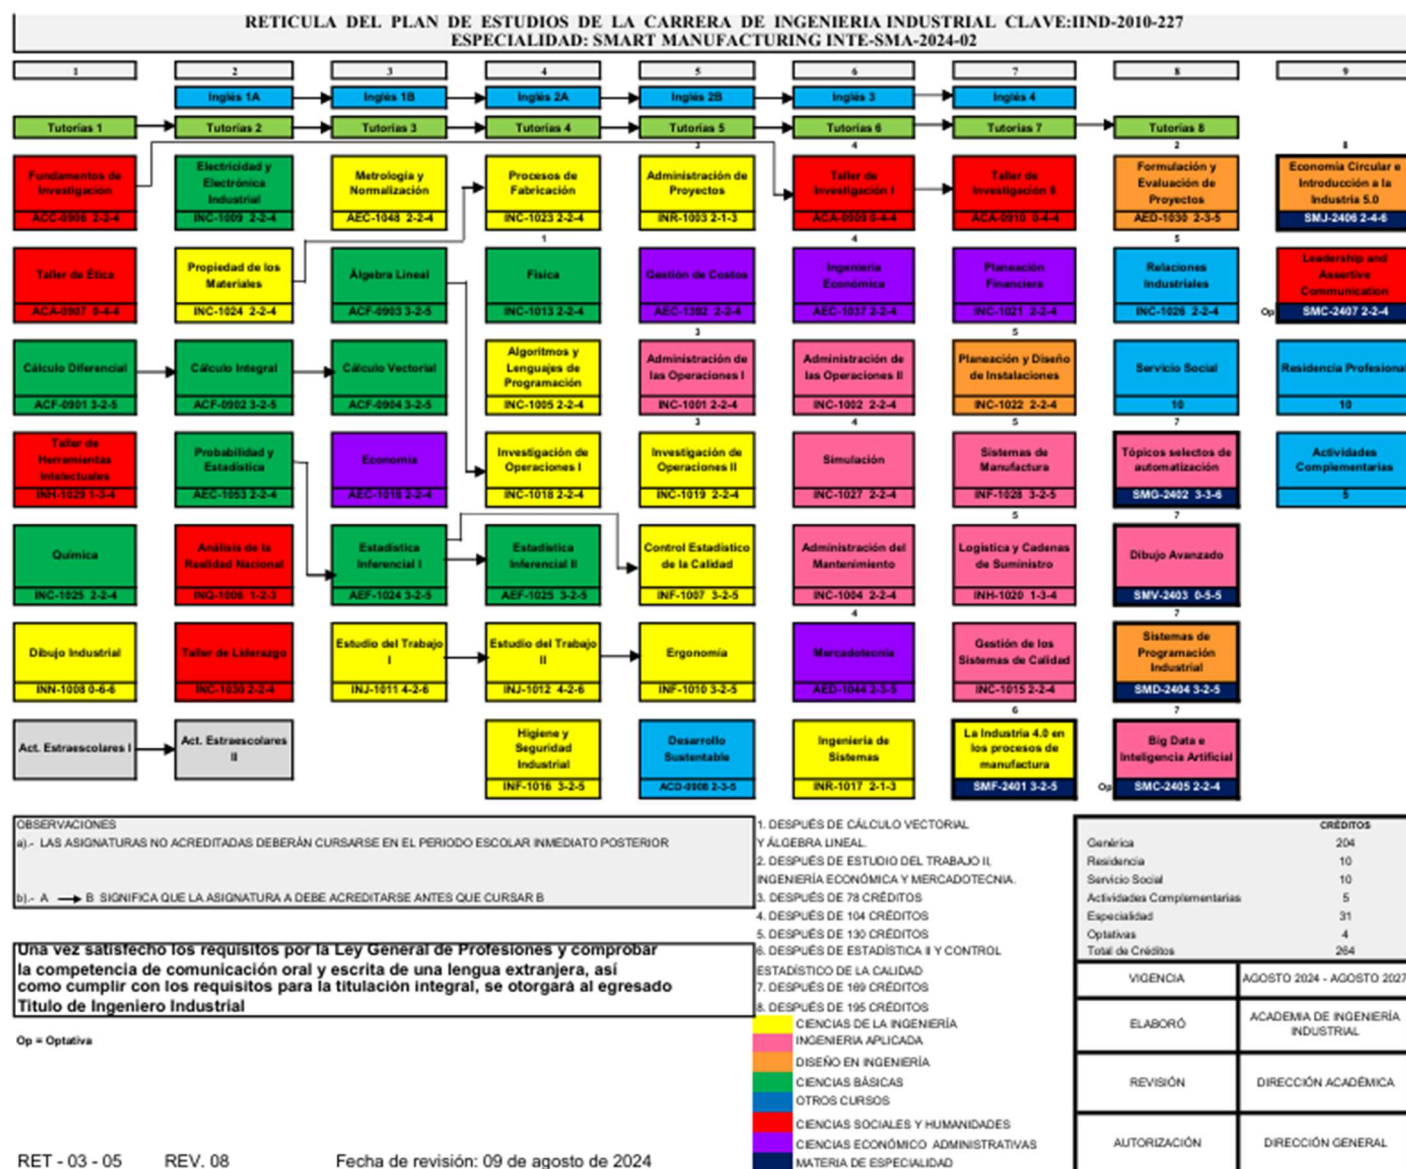 RETICULA DEL PLAN DE ESTUDIOS DE LA CARRERA DE INGENIERIA INDUSTRIAL CLAVE:IIND-2010-227
ESPECIALIDAD: SMART MANUFACTURING INTE-SMA-2024-02
1 2 3 4 5 6 7 8 9
Inglés 1A Inglés 1B Inglés 2A Inglés 2B Inglés 3 Inglés 4
Tutorías 1 Tutorías 2 Tutorías 3 Tutorías 4 Tutorías 5 Tutorías 6 Tutorías 7 Tutorías 8
3 4 2 8
Fundamentos de
Investigación
ACC-0906 2-2-4
Electricidad y
Electrónica
Industrial
INC-1009 2-2-4
Metrología y
Normalización
AEC-1048 2-2-4
Procesos de
Fabricación
INC-1023 2-2-4
Administración de
Proyectos
INR-1003 2-1-3
Taller de
Investigación I
ACA-0909 0-4-4
Taller de
Investigación II
ACA-0910 0-4-4
Formulación y
Evaluación de
Proyectos
AED-1030 2-3-5
Economía Circular e
Introducción a la
Industria 5.0
SMJ-2406 2-4-6
1 4 5
Taller de Ética
ACA-0907 0-4-4
Propiedad de los
Materiales
INC-1024 2-2-4
Álgebra Lineal
ACF-0903 3-2-5
Física
INC-1013 2-2-4
Gestión de Costos
AEC-1392 2-2-4
Ingeniería
Económica
AEC-1037 2-2-4
Planeación
Financiera
INC-1021 2-2-4
Relaciones
Industriales
INC-1026 2-2-4
Op
Leadership and
Assertive
Communication
SMC-2407 2-2-4
3 5
Cálculo Diferencial
ACF-0901 3-2-5
Cálculo Integral
ACF-0902 3-2-5
Cálculo Vectorial
ACF-0904 3-2-5
Algoritmos y
Lenguajes de
Programación
INC-1005 2-2-4
Administración de
las Operaciones I
INC-1001 2-2-4
Administración de
las Operaciones II
INC-1002 2-2-4
Planeación y Diseño
de Instalaciones
INC-1022 2-2-4
Servicio Social
10
Residencia Profesional
10
3 4 5 7
Taller de
Herramientas
Intelectuales
INH-1029 1-3-4
Probabilidad y
Estadística
AEC-1053 2-2-4
Economía
AEC-1018 2-2-4
Investigación de
Operaciones I
INC-1018 2-2-4
Investigación de
Operaciones II
INC-1019 2-2-4
Simulación
INC-1027 2-2-4
Sistemas de
Manufactura
INF-1028 3-2-5
Tópicos selectos de
automatización
SMG-2402 3-3-6
Actividades
Complementarias
5
5 7
Química
INC-1025 2-2-4
Análisis de la
Realidad Nacional
INQ-1006 1-2-3
Estadística
Inferencial I
AEF-1024 3-2-5
Estadística
Inferencial II
AEF-1025 3-2-5
Control Estadístico
de la Calidad
INF-1007 3-2-5
Administración del
Mantenimiento
INC-1004 2-2-4
Logística y Cadenas
de Suministro
INH-1020 1-3-4
Dibujo Avanzado
SMV-2403 0-5-5
4 7
Dibujo Industrial
INN-1008 0-6-6
Taller de Liderazgo
INC-1030 2-2-4
Estudio del Trabajo
I
INJ-1011 4-2-6
Estudio del Trabajo
II
INJ-1012 4-2-6
Ergonomía
INF-1010 3-2-5
Mercadotecnia
AED-1044 2-3-5
Gestión de los
Sistemas de Calidad
INC-1015 2-2-4
Sistemas de
Programación
Industrial
SMD-2404 3-2-5
6 7
Act. Estraescolares I
Act. Estraescolares
II
Higiene y
Seguridad
Industrial
INF-1016 3-2-5
Desarrollo
Sustentable
ACD-0908 2-3-5
Ingeniería de
Sistemas
INR-1017 2-1-3
La Industria 4.0 en
los procesos de
manufactura
SMF-2401 3-2-5
Op
Big Data e
Inteligencia Artificial
SMC-2405 2-2-4
OBSERVACIONES
a).- LAS ASIGNATURAS NO ACREDITADAS DEBERÁN CURSARSE EN EL PERIODO ESCOLAR INMEDIATO POSTERIOR
b).- A → B SIGNIFICA QUE LA ASIGNATURA A DEBE ACREDITARSE ANTES QUE CURSAR B
Una vez satisfecho los requisitos por la Ley General de Profesiones y comprobar
la competencia de comunicación oral y escrita de una lengua extranjera, así
como cumplir con los requisitos para la titulación integral, se otorgará al egresado
Titulo de Ingeniero Industrial
Op = Optativa
1. DESPUÉS DE CÁLCULO VECTORIAL
Y ÁLGEBRA LINEAL.
2. DESPUÉS DE ESTUDIO DEL TRABAJO II,
INGENIERÍA ECONÓMICA Y MERCADOTECNIA.
3. DESPUÉS DE 78 CRÉDITOS
4. DESPUÉS DE 104 CRÉDITOS
5. DESPUÉS DE 130 CRÉDITOS
6. DESPUÉS DE ESTADÍSTICA II Y CONTROL
ESTADÍSTICO DE LA CALIDAD
7. DESPUÉS DE 169 CRÉDITOS
8. DESPUÉS DE 195 CRÉDITOS
CIENCIAS DE LA INGENIERÍA
INGENIERIA APLICADA
DISEÑO EN INGENIERÍA
CIENCIAS BÁSICAS
OTROS CURSOS
CIENCIAS SOCIALES Y HUMANIDADES
CIENCIAS ECONÓMICO ADMINISTRATIVAS
MATERIA DE ESPECIALIDAD
CRÉDITOS
Genérica 204
Residencia 10
Servicio Social 10
Actividades Complementarias 5
Especialidad 31
Optativas 4
Total de Créditos 264
VIGENCIA AGOSTO 2024 - AGOSTO 2027
ELABORÓ ACADEMIA DE INGENIERÍA
INDUSTRIAL
REVISIÓN DIRECCIÓN ACADÉMICA
AUTORIZACIÓN DIRECCIÓN GENERAL
RET - 03 - 05 REV. 08 Fecha de revisión: 09 de agosto de 2024